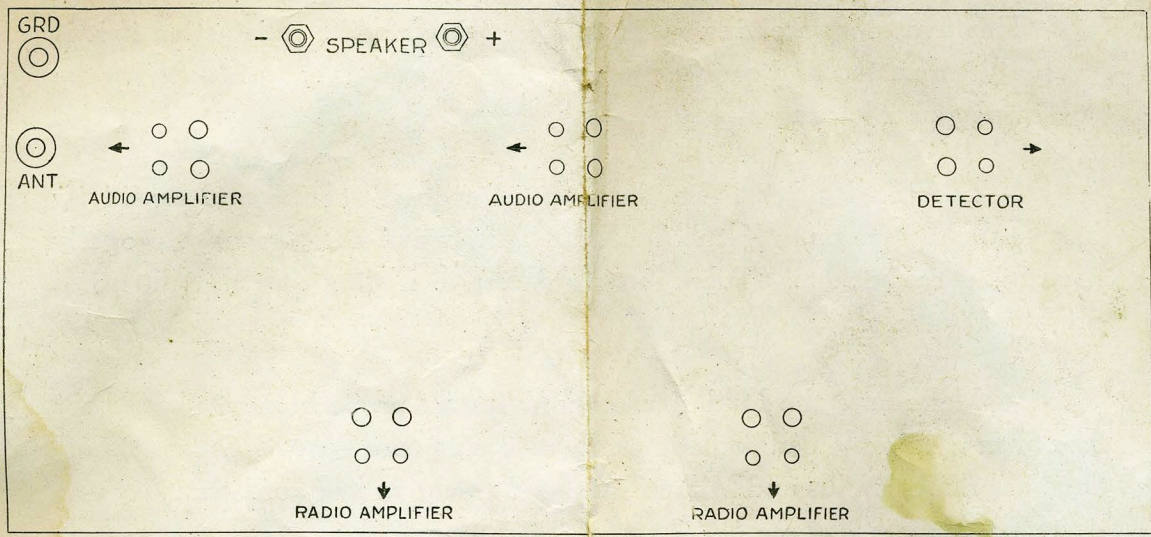 GRD
- SPEAKER +
ANT.
AUDIO AMPLIFIER
AUDIO AMPLIFIER
DETECTOR
RADIO AMPLIFIER
RADIO AMPLIFIER